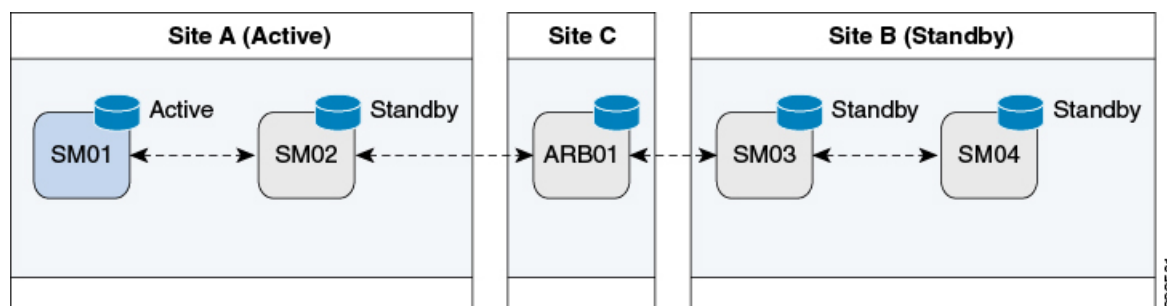 Site A (Active)
Site C
Site B (Standby)
Active
Standby
Standby
Standby
SM01
SM02
ARB01
SM03
SM04